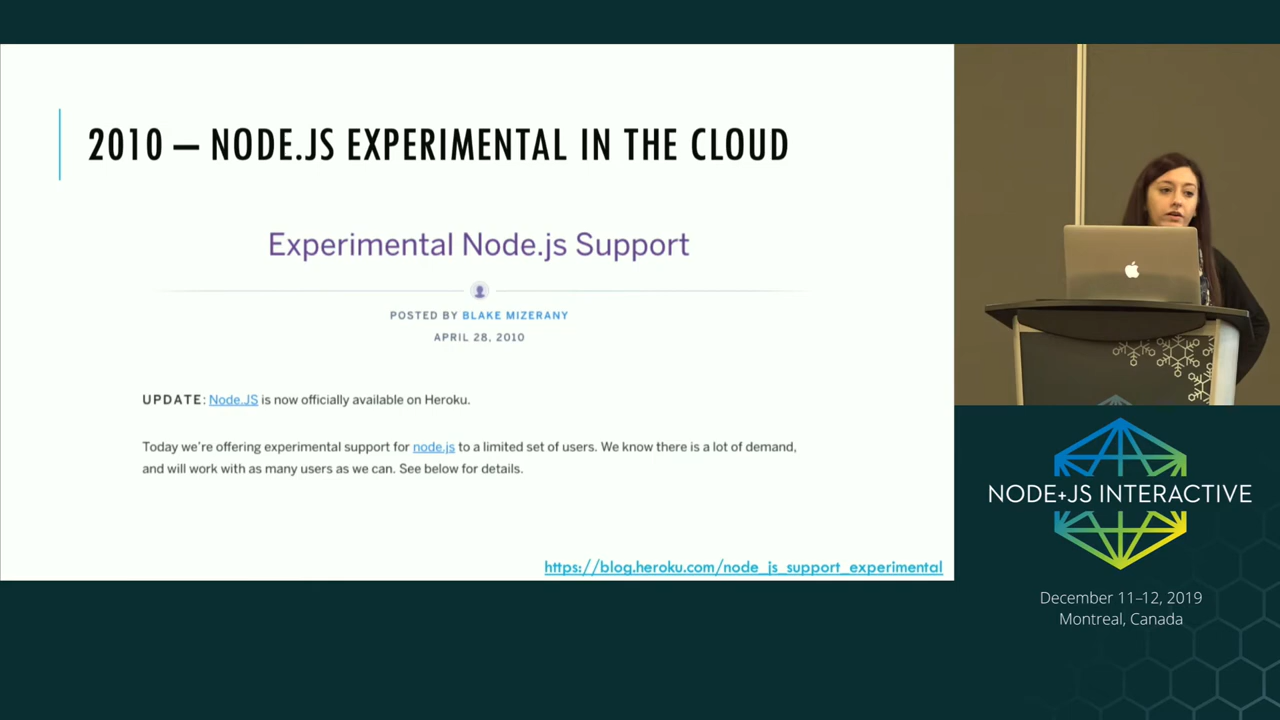 2010 — NODE.JS EXPERIMENTAL IN THE CLOUD
Experimental Node.js Support
POSTED BY BLAKE MIZERANY
APRIL 28, 2010
UPDATE: Node.JS is now officially available on Heroku.
Today we're offering experimental support for node.js to a limited set of users. We know there is a lot of demand,
and will work with as many users as we can. See below for details.
https://blog.heroku.com/node_js_support_experimental
NODE+JS INTERACTIVE
December 11–12, 2019
Montreal, Canada